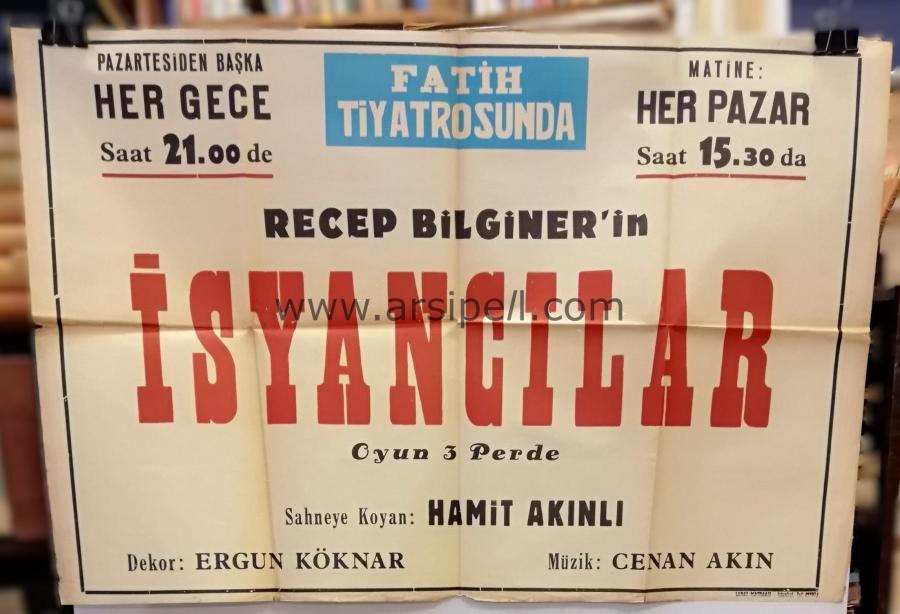 PAZARTESİDEN BAŞKA
HER GECE
Saat 21.00 de
FATİH
TİYATROSUNDA
MATİNE:
HER PAZAR
Saat 15.30 da
RECEP BİLGİNER'in
İSYANCILAR
www.arsipe/l.com
Oyun 3 Perde
Sahneye Koyan: HAMİT AKINLI
Dekor: ERGUN KÖKNAR
Müzik: CENAN AKIN